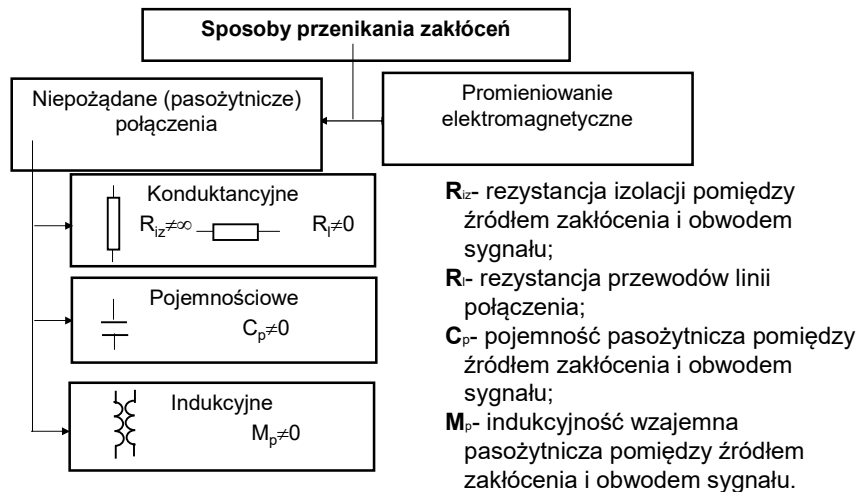 Sposoby przenikania zakłóceń
Niepożądane (pasożytnicze)
połączenia
Promieniowanie
elektromagnetyczne
Konduktancyjne
Riz≠∞
Rl≠0
Pojemnościowe
Cp≠0
Indukcyjne
Mp≠0
Riz- rezystancja izolacji pomiędzy
źródłem zakłócenia i obwodem
sygnału;
Rl- rezystancja przewodów linii
połączenia;
Cp- pojemność pasożytnicza pomiędzy
źródłem zakłócenia i obwodem
sygnału;
Mp- indukcyjność wzajemna
pasożytnicza pomiędzy źródłem
zakłócenia i obwodem sygnału.